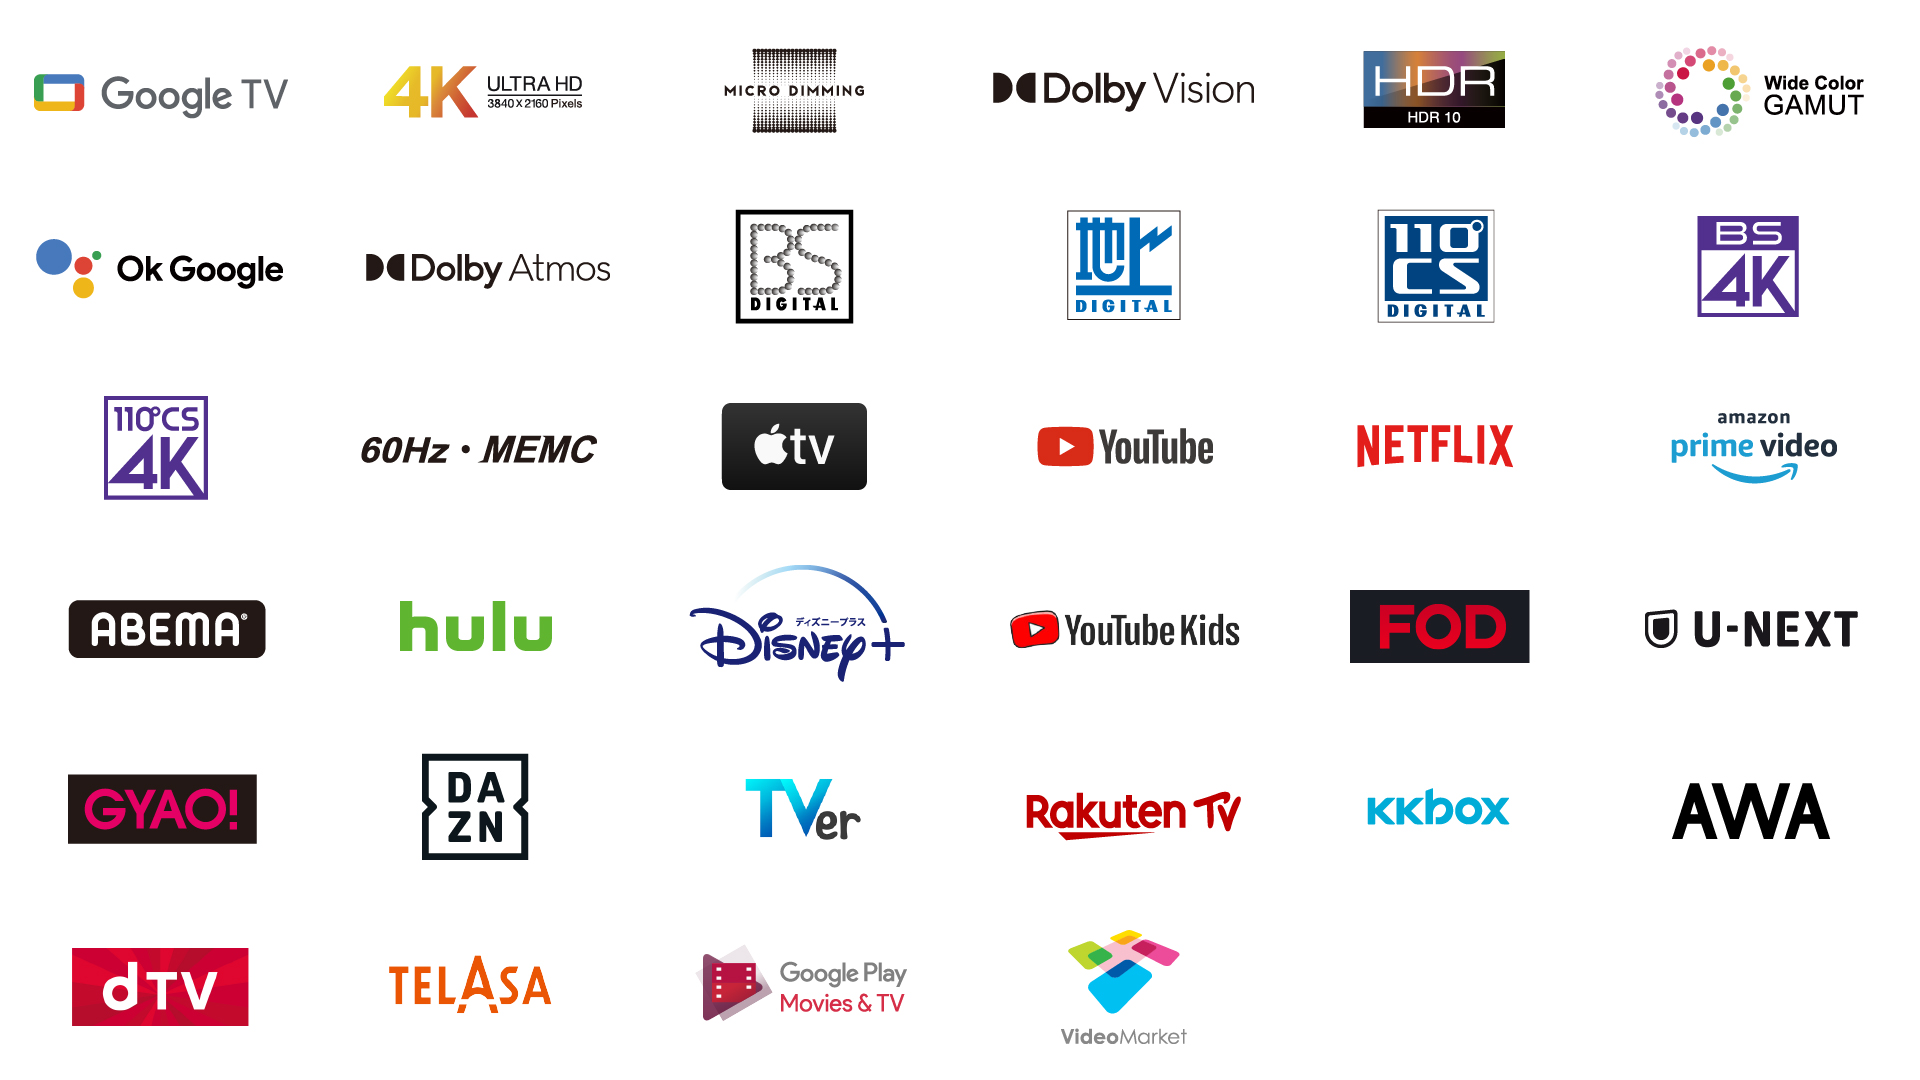 Google TV
4K ULTRA HD
3840 x 2160 Pixels
MICRO DIMMING
Dolby Vision
HDR
HDR 10
Wide Color
GAMUT
Ok Google
Dolby Atmos
BS
DIGITAL
地上
DIGITAL
110°
CS
DIGITAL
BS
4K
110°CS
4K
60Hz・MEMC
tv
YouTube
NETFLIX
amazon
prime video
ABEMA®
hulu
ディズニープラス
Disney+
YouTube Kids
FOD
U-NEXT
GYAO!
DA
ZN
TVer
Rakuten TV
KKBOX
AWA
dTV
TELASA
Google Play
Movies & TV
VideoMarket